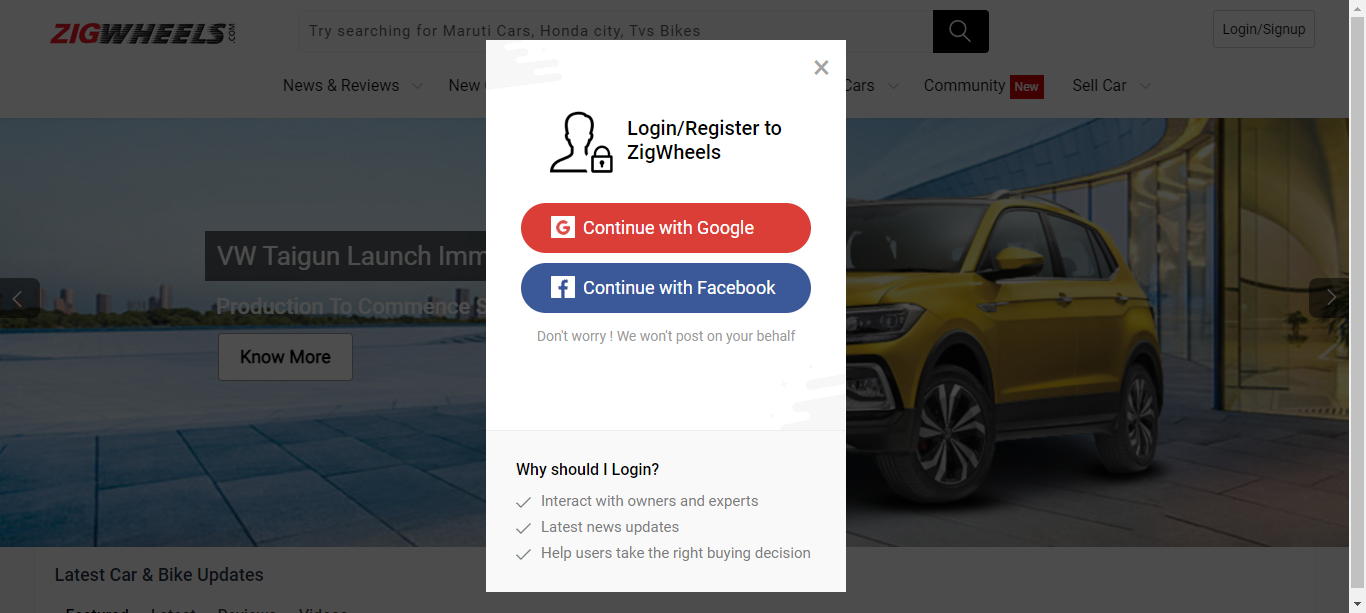 ZIGWHEELS.COM
Try searching for Maruti Cars, Honda city, Tvs Bikes
Login/Signup
News & Reviews
New
Cars
Community New
Sell Car
×
Login/Register to
ZigWheels
G Continue with Google
f Continue with Facebook
Don't worry ! We won't post on your behalf
VW Taigun Launch Imm
Production To Commence S
Know More
Why should I Login?
Interact with owners and experts
Latest news updates
Help users take the right buying decision
Latest Car & Bike Updates
Featured Latest Reviews Videos